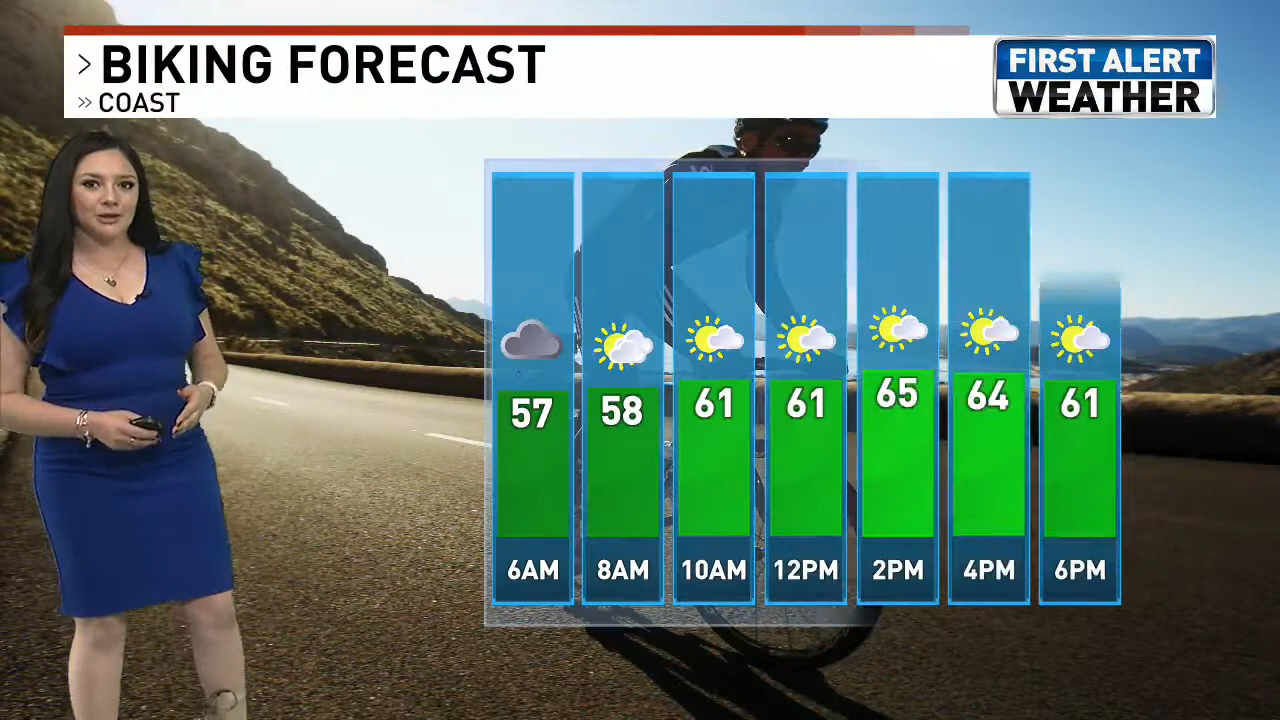 > BIKING FORECAST
» COAST
FIRST ALERT
WEATHER
57 58 61 61 65 64 61
6AM 8AM 10AM 12PM 2PM 4PM 6PM